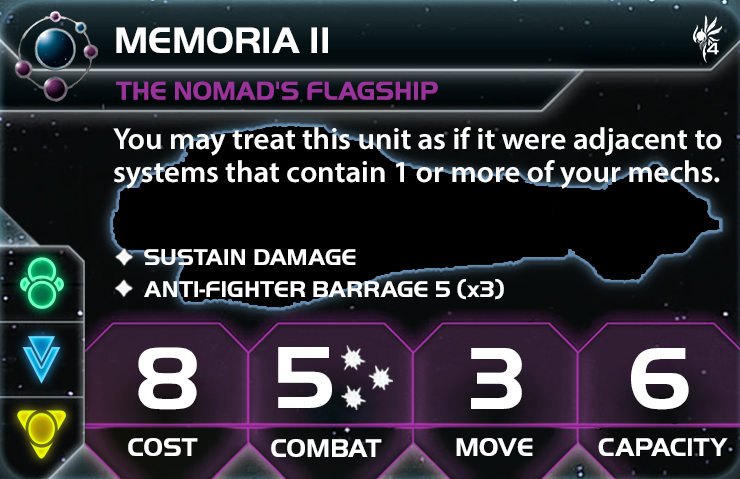 MEMORIA II
4
THE NOMAD'S FLAGSHIP
You may treat this unit as if it were adjacent to
systems that contain 1 or more of your mechs.
SUSTAIN DAMAGE
ANTI-FIGHTER BARRAGE 5 (x3)
8 5 3 6
COST COMBAT MOVE CAPACITY